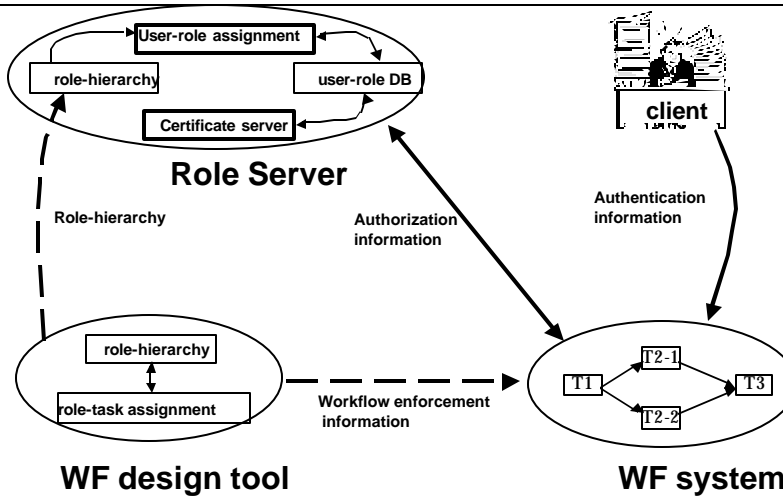 User-role assignment
role-hierarchy
user-role DB
Certificate server
client
Role Server
Role-hierarchy
Authorization
information
Authentication
information
role-hierarchy
role-task assignment
Workflow enforcement
information
T1
T2-1
T2-2
T3
WF design tool
WF system